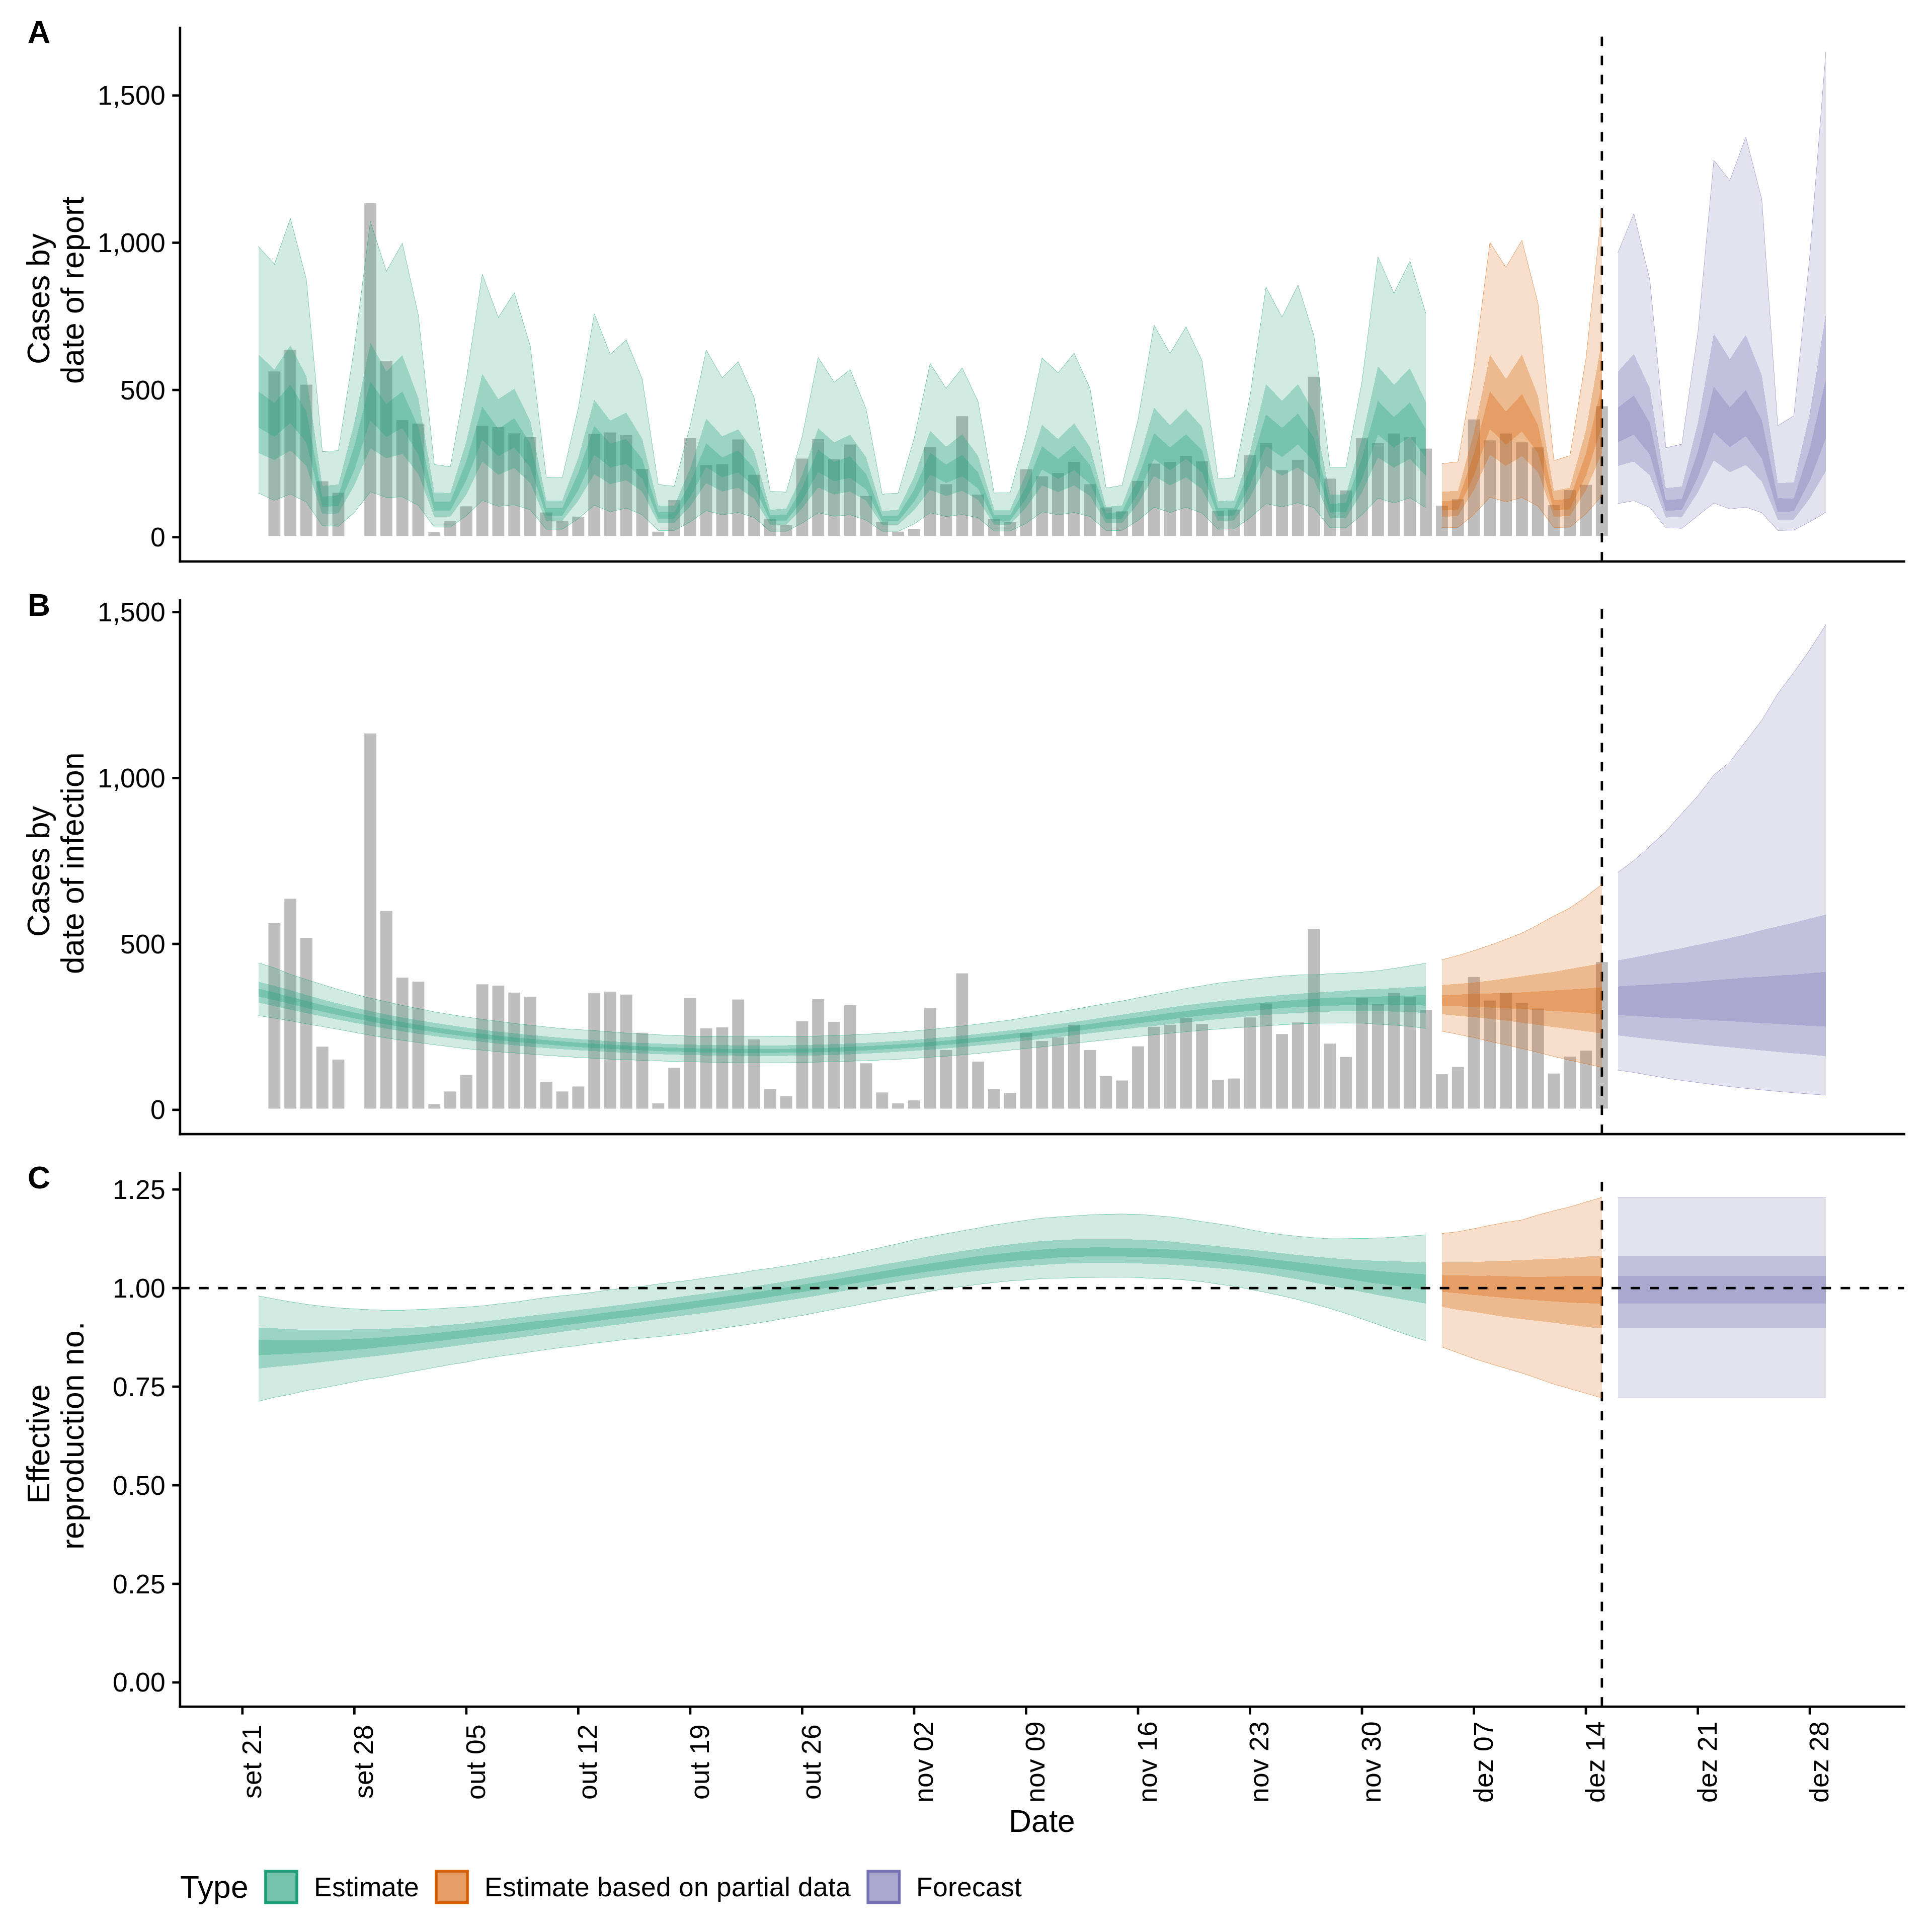 A
Cases by
date of report
1,500
1,000
500
0
B
Cases by
date of infection
1,500
1,000
500
0
C
Effective
reproduction no.
1.25
1.00
0.75
0.50
0.25
0.00
set 21
set 28
out 05
out 12
out 19
out 26
nov 02
nov 09
nov 16
nov 23
nov 30
dez 07
dez 14
dez 21
dez 28
Date
Type Estimate Estimate based on partial data Forecast